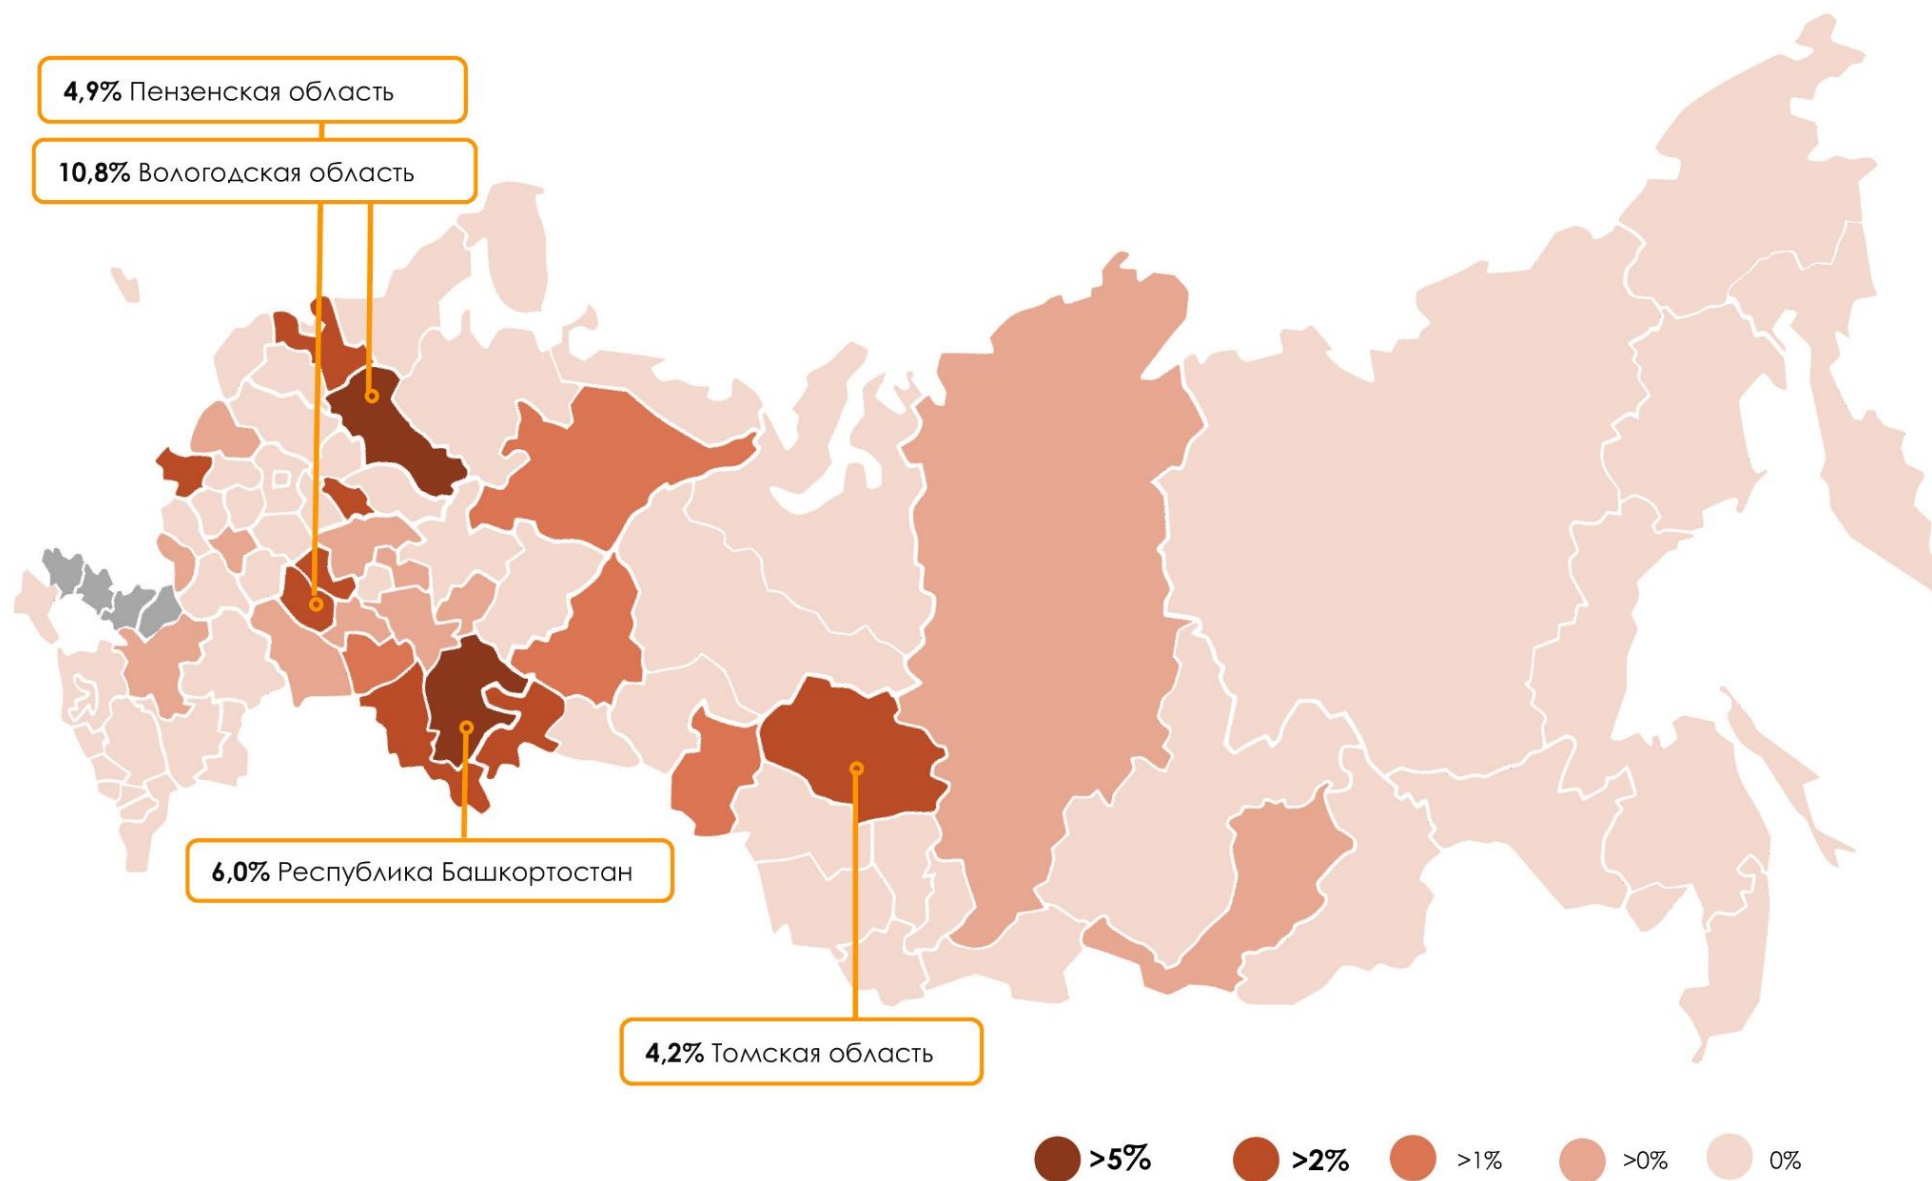 4,9% Пензенская область
10,8% Вологодская область
6,0% Республика Башкортостан
4,2% Томская область
>5% >2% >1% >0% 0%